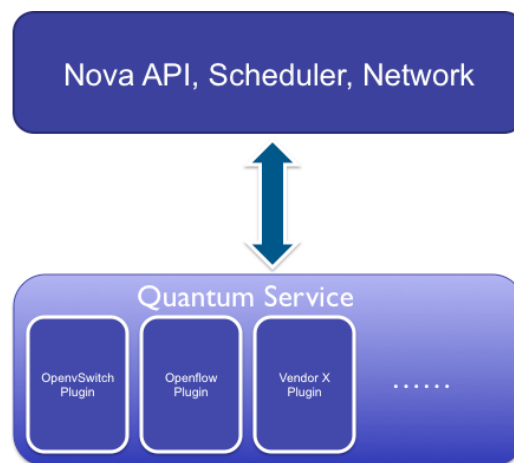 Nova API, Scheduler, Network
Quantum Service
OpenvSwitch
Plugin
Openflow
Plugin
Vendor X
Plugin
......